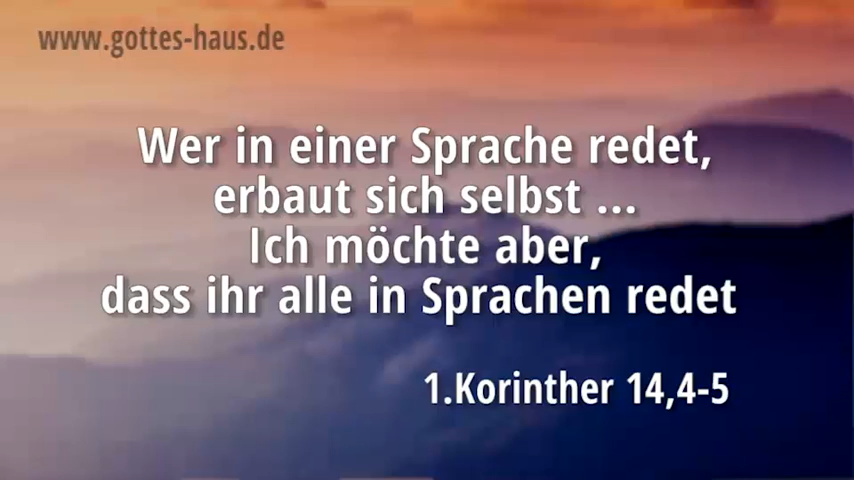 www.gottes-haus.de
Wer in einer Sprache redet,
erbaut sich selbst ...
Ich möchte aber,
dass ihr alle in Sprachen redet
1.Korinther 14,4-5